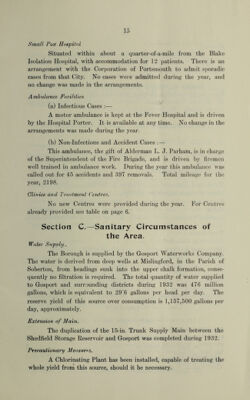 15
Small Pox Hospital
Situated within about a quarter-of-a-mile from the Blake
Isolation Hospital, with accommodation for 12 patients. There is an
arrangement with the Corporation of Portsmouth to admit sporadic
cases from that City. No cases were admitted during the year, and
no change was made in the arrangements.
Ambulance Facilities
(a) Infectious Cases :—
A motor ambulance is kept at the Fever Hospital and is driven
by the Hospital Porter. It is available at any time. No change in the
arrangements was made during the year.
(b) Non-Infectious and Accident Cases :—
This ambulance, the gift of Alderman L. J. Parham, is in charge
of the Superintendent of the Fire Brigade, and is driven by firemen
well trained in ambulance work. During the year this ambulance was
called out for 45 accidents and 397 removals. Total mileage for the
year, 2198.
Clinics and Treatment Centres.
No new Centres were provided during the year. For Centres
already provided see table on page 6.
Section C.—Sanitary Circumstances of
the Area.
Water Supply.
The Borough is supplied by the Gosport Waterworks Company.
The water is derived from deep wells at Mislingford, in the Parish of
Soberton, from headings sunk into the upper chalk formation, conse-
quently no filtration is required. The total quantity of water supplied
to Gosport and surrounding districts during 1932 was 476 million
gallons, which is equivalent to 29·6 gallons per head per day. The
reserve yield of this source over consumption is 1,157,500 gallons per
day, approximately.
Extension of Main.
The duplication of the 15-in. Trunk Supply Main between the
Shedfield Storage Reservoir and Gosport was completed during 1932.
Precautionary Measures.
A Chlorinating Plant has been installed, capable of treating the
whole yield from this source, should it be necessary.